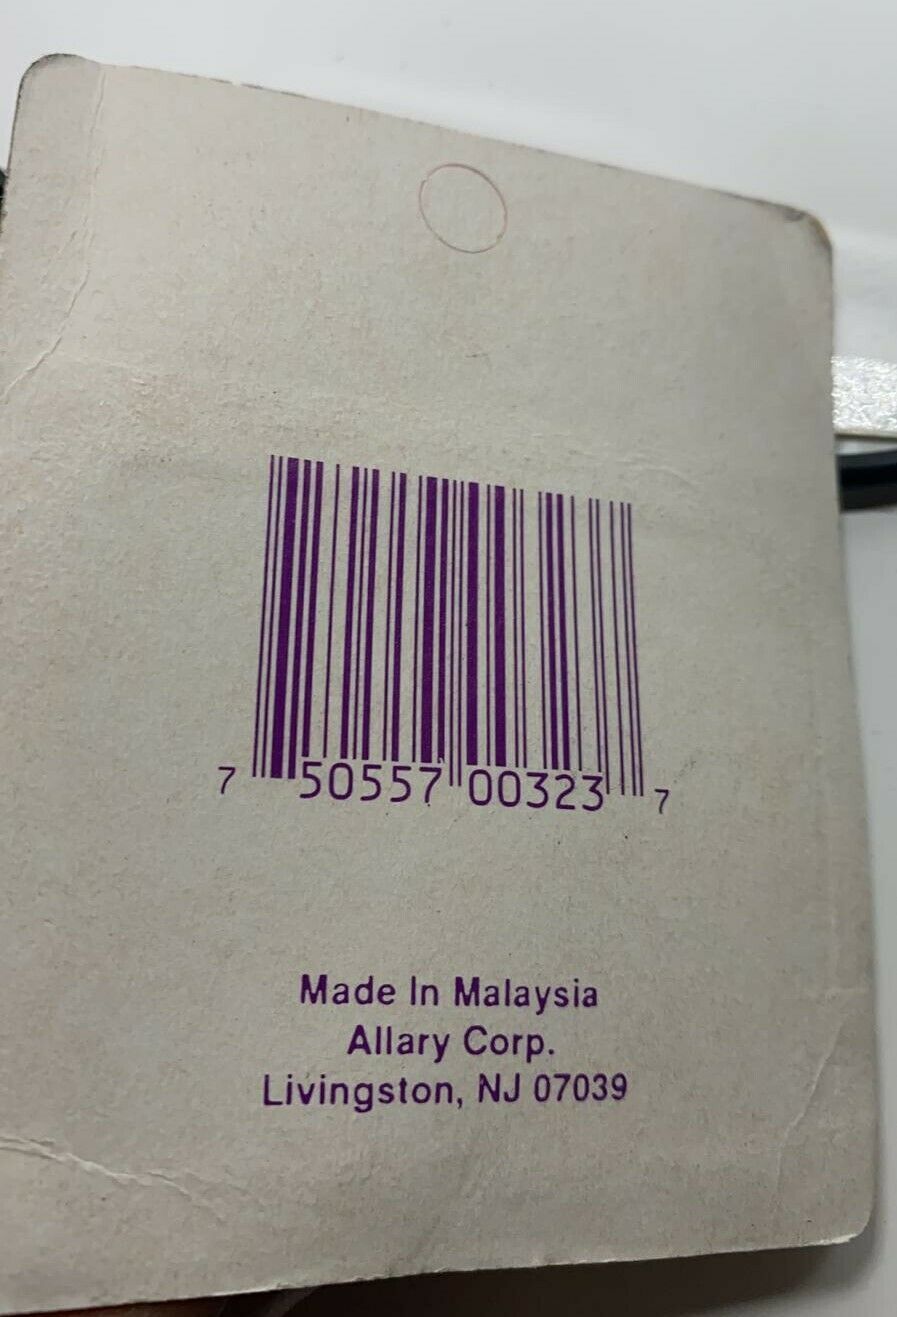 7 50557 00323 7
Made In Malaysia
Allary Corp.
Livingston, NJ 07039